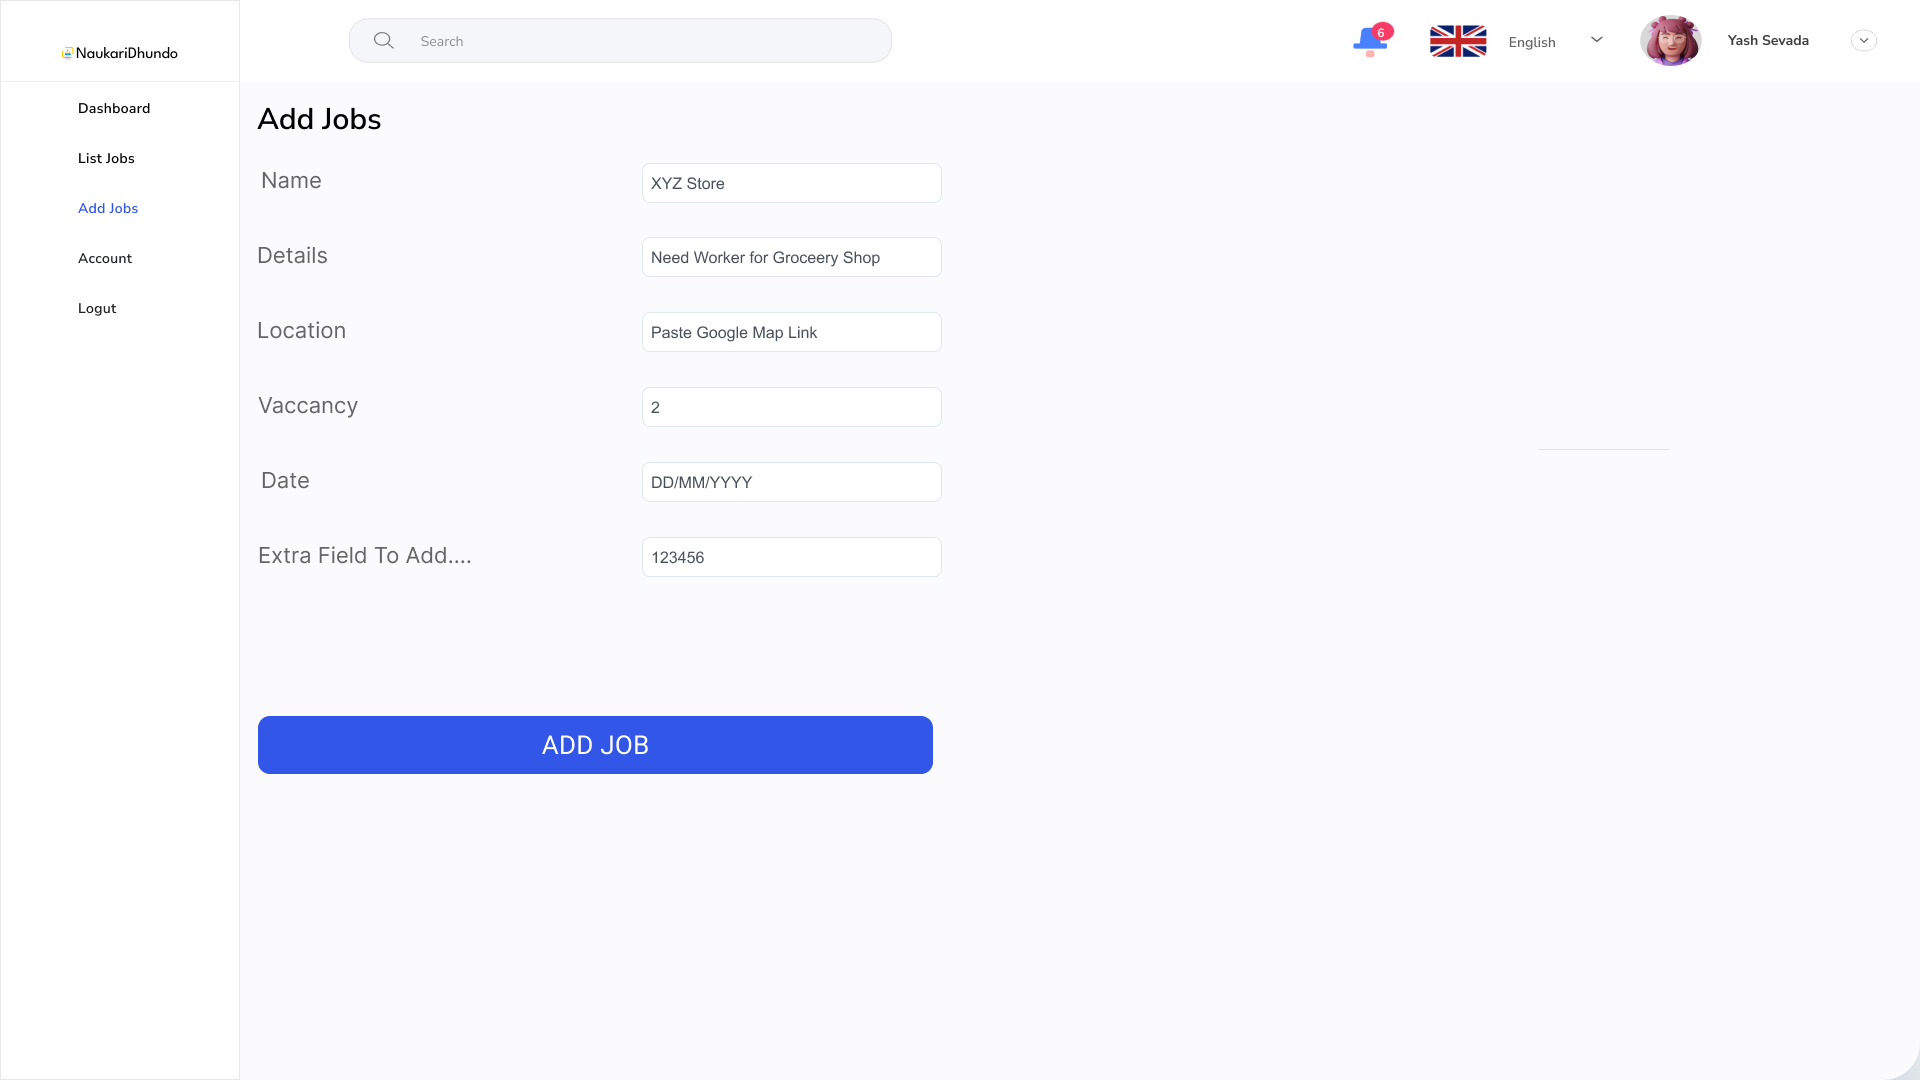 NaukariDhundo
Search
6
English
Yash Sevada
Dashboard
List Jobs
Add Jobs
Account
Logut
Add Jobs
Name
XYZ Store
Details
Need Worker for Groceery Shop
Location
Paste Google Map Link
Vaccancy
2
Date
DD/MM/YYYY
Extra Field To Add....
123456
ADD JOB